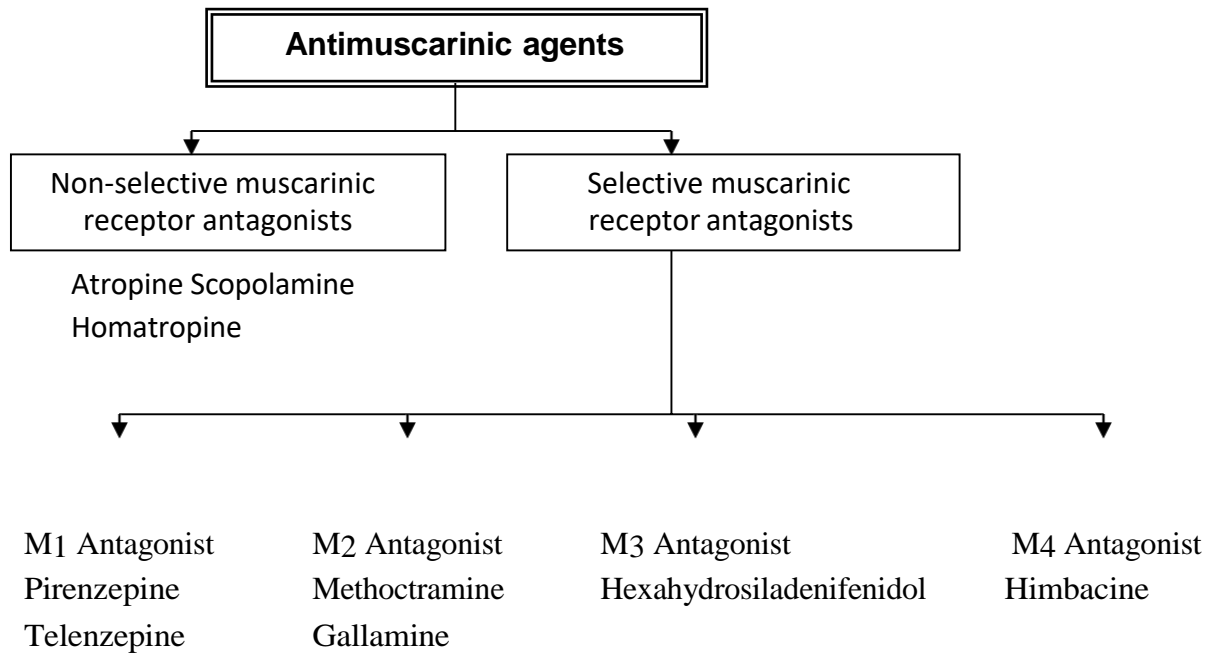 Antimuscarinic agents
Non-selective muscarinic
receptor antagonists
Selective muscarinic
receptor antagonists
Atropine Scopolamine
Homatropine
M1 Antagonist
Pirenzepine
Telenzepine
M2 Antagonist
Methoctramine
Gallamine
M3 Antagonist
Hexahydrosiladenifenidol
M4 Antagonist
Himbacine